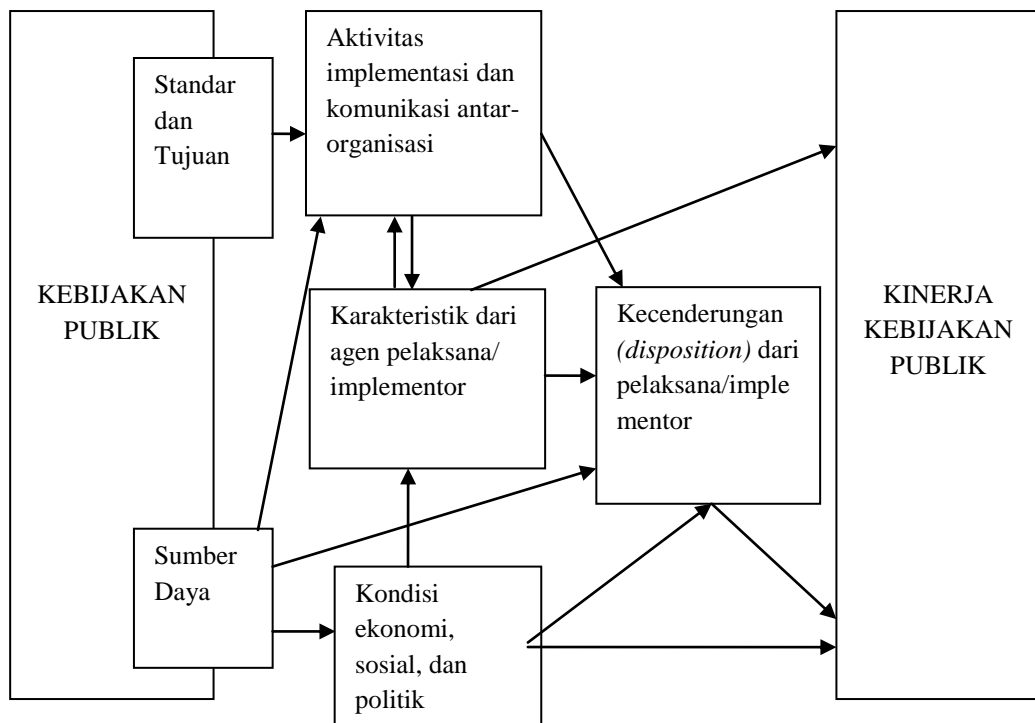 KEBIJAKAN
PUBLIK
Standar
dan
Tujuan
Sumber
Daya
Aktivitas
implementasi dan
komunikasi antar-
organisasi
Karakteristik dari
agen pelaksana/
implementor
Kondisi
ekonomi,
sosial, dan
politik
Kecenderungan
(disposition) dari
pelaksana/imple
mentor
KINERJA
KEBIJAKAN
PUBLIK